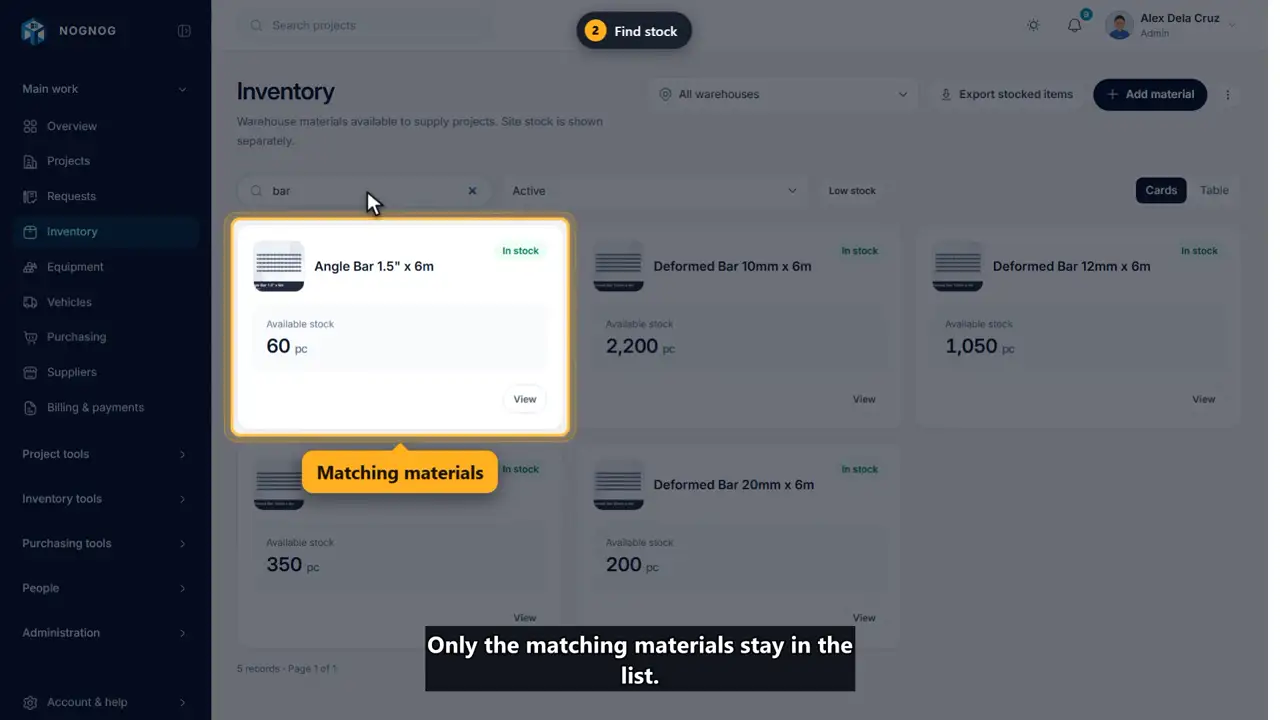 NOGNOG
Search projects
2 Find stock
Alex Dela Cruz
Admin
Main work
Overview
Projects
Requests
Inventory
Equipment
Vehicles
Purchasing
Suppliers
Billing & payments
Project tools
Inventory tools
Purchasing tools
People
Administration
Account & help
Inventory
Warehouse materials available to supply projects. Site stock is shown
separately.
All warehouses
Export stocked items
Add material
bar
Active
Low stock
Cards
Table
In stock
Angle Bar 1.5" x 6m
Available stock
60 pc
View
In stock
Deformed Bar 10mm x 6m
Available stock
2,200 pc
View
In stock
Deformed Bar 12mm x 6m
Available stock
1,050 pc
View
Matching materials
In stock
Available stock
350 pc
View
In stock
Deformed Bar 20mm x 6m
Available stock
200 pc
View
Only the matching materials stay in the
list.
5 records · Page 1 of 1